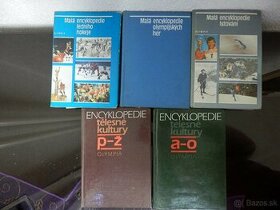 Malá encyklopedie
ledního
hokeje
Malá encyklopedie
olympijských
her
Malá encyklopedie
lyžování
OLYMPIA
ENCYKLOPEDIE
tělesné
kultury
p-ž
OLYMPIA
ENCYKLOPEDIE
tělesné
kultury
a-o
OLYMPIA
Bazos.sk